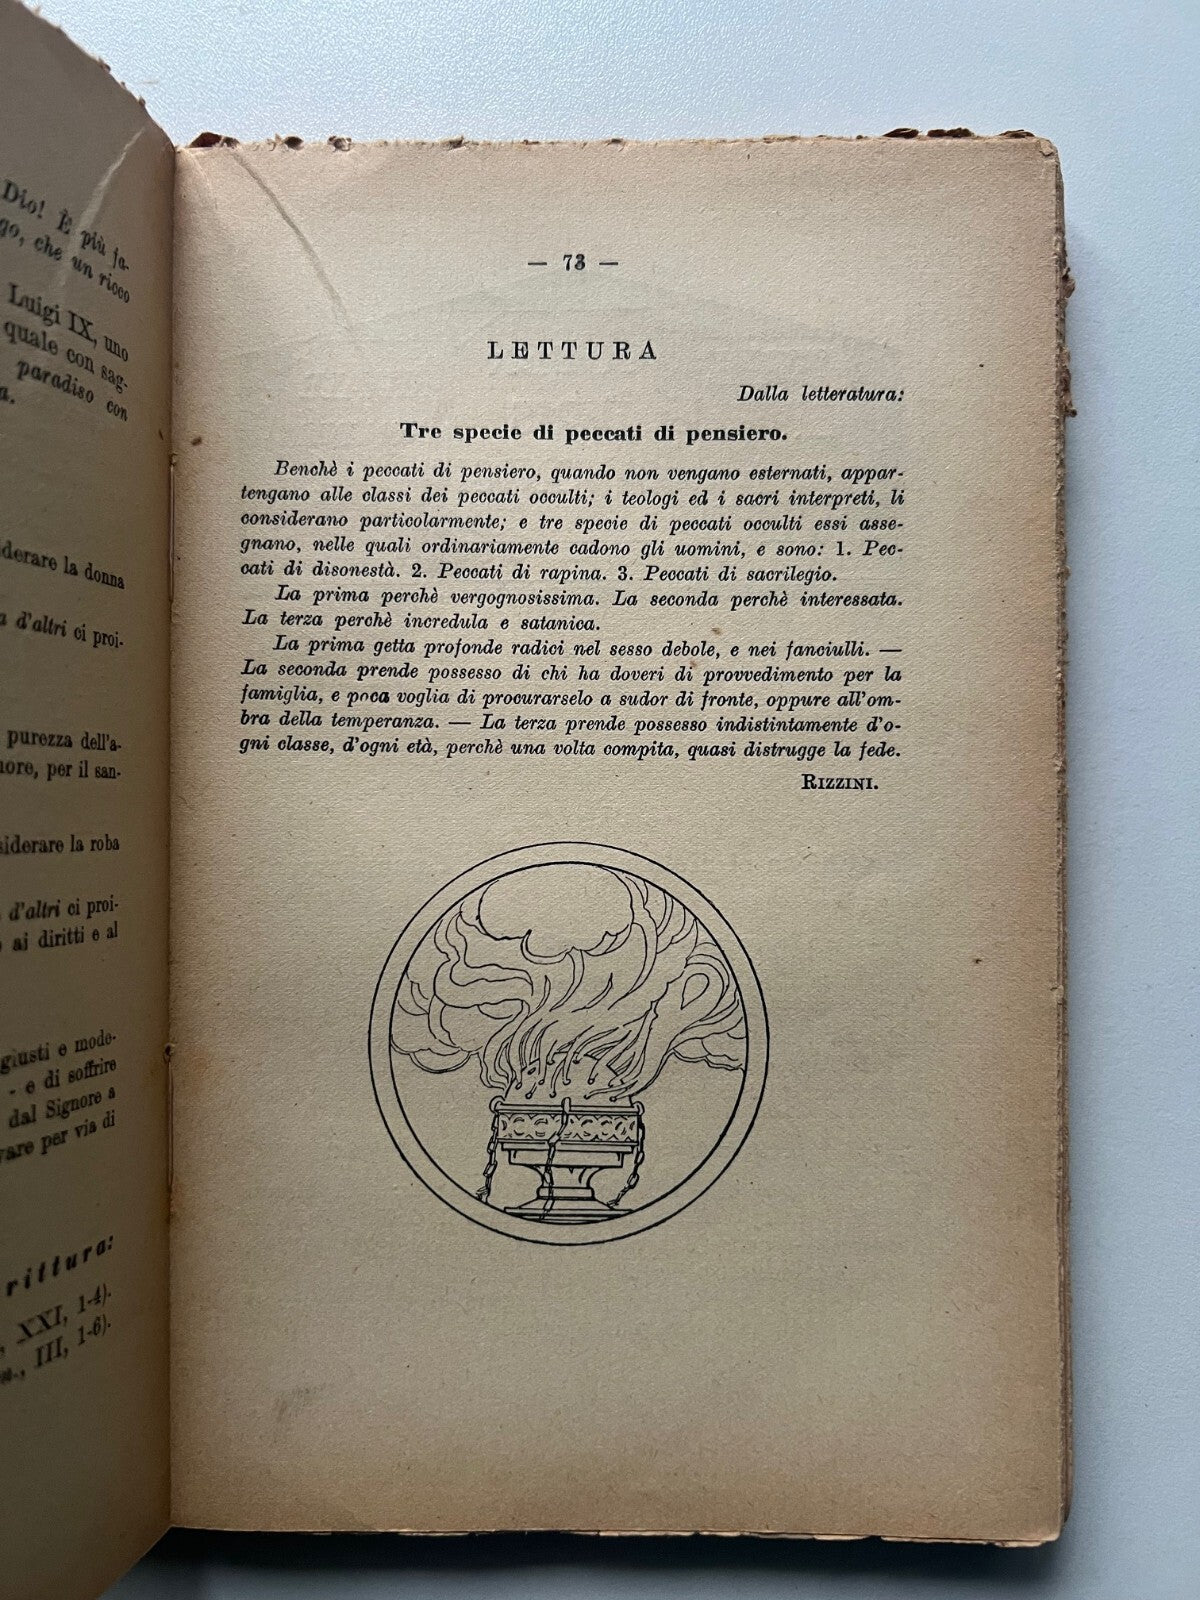 Dio! È più fa-
go, che un ricco
Luigi IX, uno
quale con sag-
paradiso con
a.
derare la donna
d'altri ci proi-
purezza dell'a-
nore, per il san-
siderare la roba
d'altri ci proi-
ai diritti e al
giusti e mode-
- e di soffrire
dal Signore a
vare per via di
rittura:
XXI, 1-4).
III, 1-6).
— 73 —
LETTURA
Dalla letteratura:
Tre specie di peccati di pensiero.
Benchè i peccati di pensiero, quando non vengano esternati, appar-
tengano alle classi dei peccati occulti; i teologi ed i sacri interpreti, li
considerano particolarmente; e tre specie di peccati occulti essi asse-
gnano, nelle quali ordinariamente cadono gli uomini, e sono: 1. Pec-
cati di disonestà. 2. Peccati di rapina. 3. Peccati di sacrilegio.
La prima perchè vergognosissima. La seconda perchè interessata.
La terza perchè incredula e satanica.
La prima getta profonde radici nel sesso debole, e nei fanciulli. —
La seconda prende possesso di chi ha doveri di provvedimento per la
famiglia, e poca voglia di procurarselo a sudor di fronte, oppure all'om-
bra della temperanza. — La terza prende possesso indistintamente d'o-
gni classe, d'ogni età, perchè una volta compita, quasi distrugge la fede.
RIZZINI.